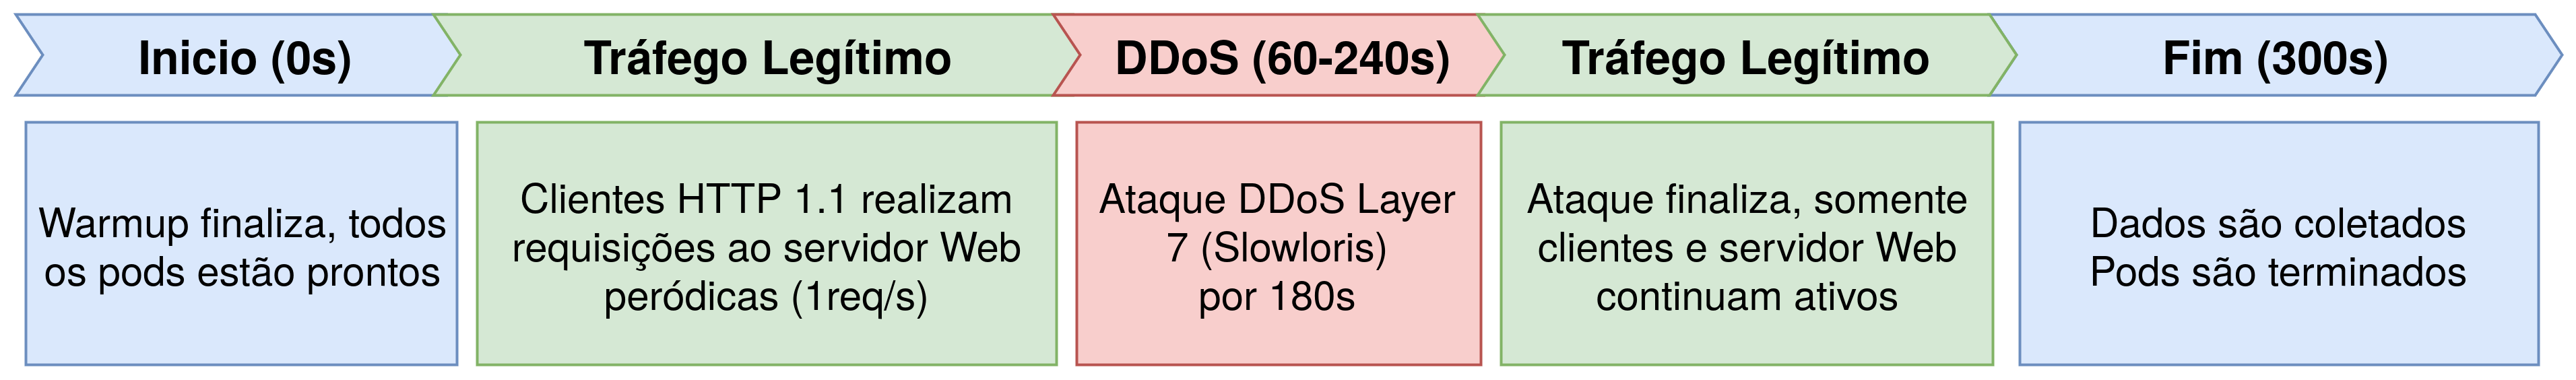 Inicio (0s)
Tráfego Legítimo
DDoS (60-240s)
Tráfego Legítimo
Fim (300s)
Warmup finaliza, todos
os pods estão prontos
Clientes HTTP 1.1 realizam
requisições ao servidor Web
peródicas (1req/s)
Ataque DDoS Layer
7 (Slowloris)
por 180s
Ataque finaliza, somente
clientes e servidor Web
continuam ativos
Dados são coletados
Pods são terminados